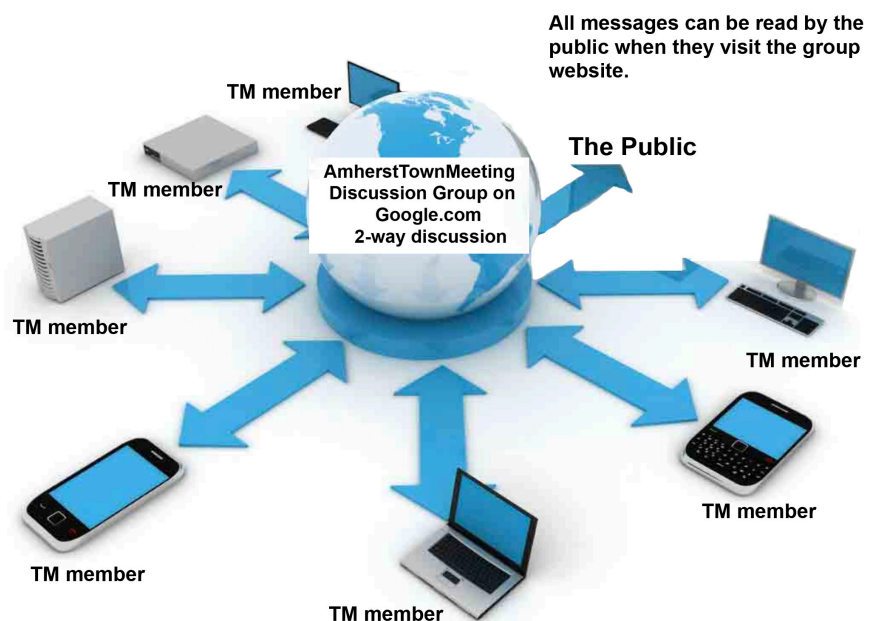 All messages can be read by the
public when they visit the group
website.
TM member
The Public
AmherstTownMeeting
Discussion Group on
Google.com
2-way discussion
TM member
TM member
TM member
TM member
TM member
TM member